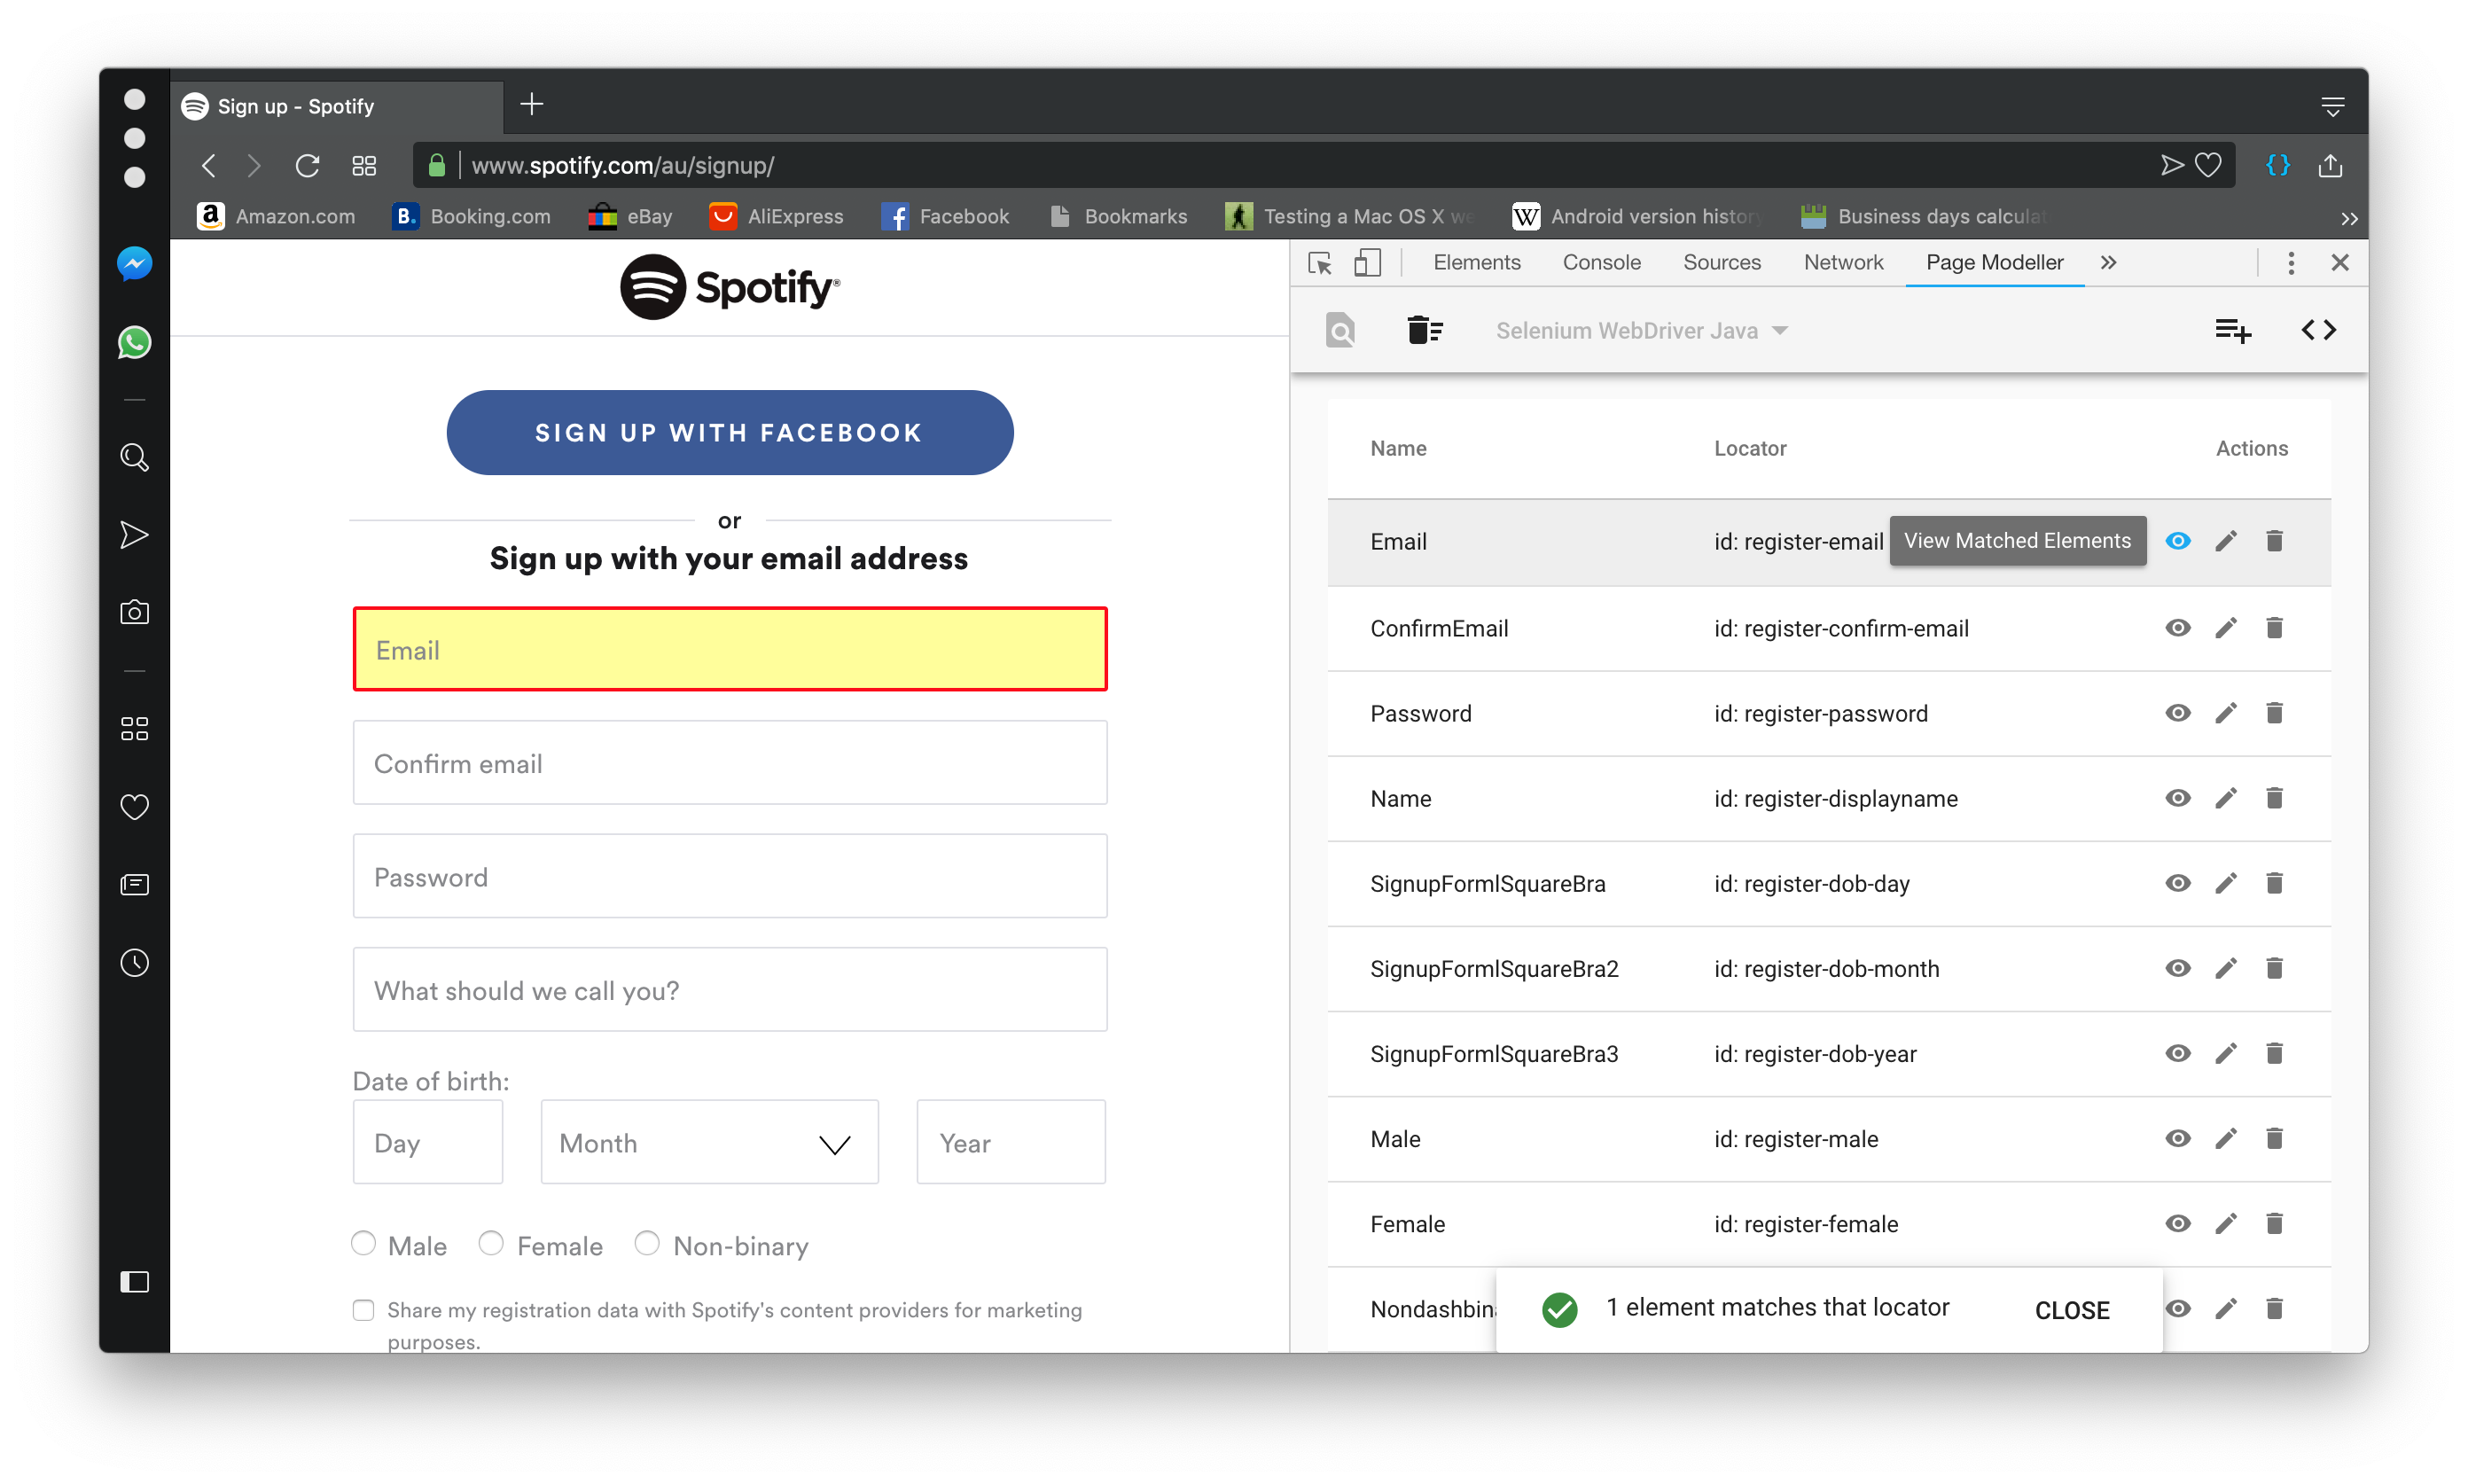 Sign up - Spotify
www.spotify.com/au/signup/
Amazon.com
Booking.com
eBay
AliExpress
Facebook
Bookmarks
Testing a Mac OS X we
Android version history
Business days calculat
Spotify®
SIGN UP WITH FACEBOOK
or
Sign up with your email address
Email
Confirm email
Password
What should we call you?
Date of birth:
Day
Month
Year
Male
Female
Non-binary
Share my registration data with Spotify's content providers for marketing
purposes.
Elements
Console
Sources
Network
Page Modeller
Selenium WebDriver Java
Name
Locator
Actions
Email
id: register-email
View Matched Elements
ConfirmEmail
id: register-confirm-email
Password
id: register-password
Name
id: register-displayname
SignupFormlSquareBra
id: register-dob-day
SignupFormlSquareBra2
id: register-dob-month
SignupFormlSquareBra3
id: register-dob-year
Male
id: register-male
Female
id: register-female
Nondashbin
1 element matches that locator
CLOSE